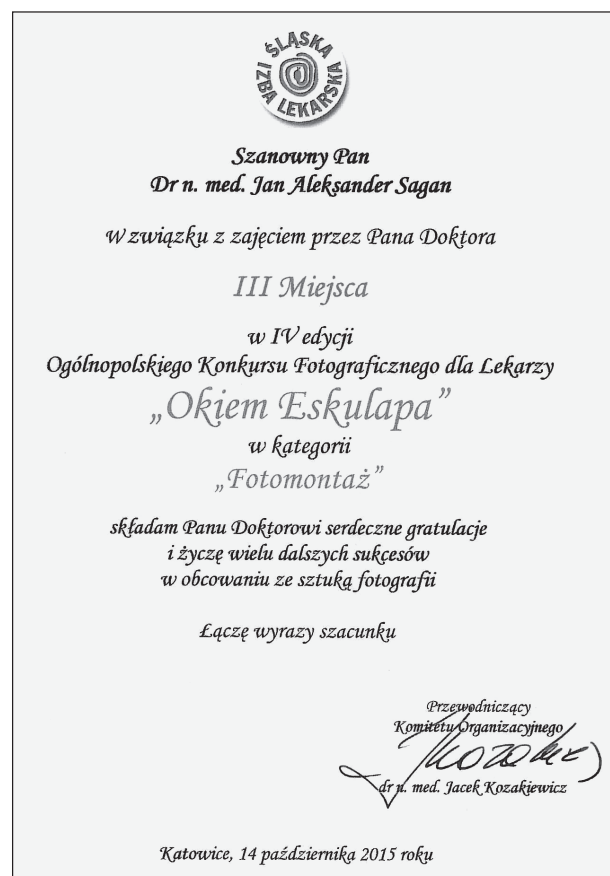 ŚLĄSKA
IZBA LEKARSKA
Szanowny Pan
Dr n. med. Jan Aleksander Sagan
W związku z zajęciem przez Pana Doktora
III Miejsca
w IV edycji
Ogólnopolskiego Konkursu Fotograficznego dla Lekarzy
„Okiem Eskulapa”
w kategorii
„Fotomontaż”
składam Panu Doktorowi serdeczne gratulacje
i życzę wielu dalszych sukcesów
w obcowaniu ze sztuką fotografii
Łączę wyrazy szacunku
Przewodniczący
Komitetu Organizacyjnego
JKozakie
dr n. med. Jacek Kozakiewicz
Katowice, 14 października 2015 roku